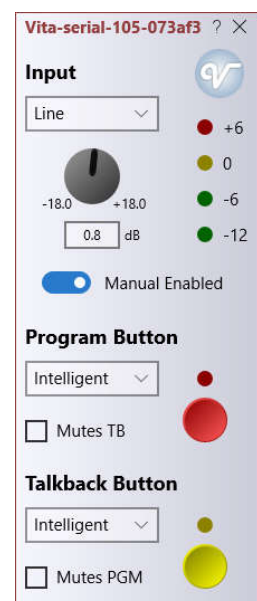 Vita-serial-105-073af3 ? ×
Input
Line
+6
0
-6
-12
-18.0 +18.0
0.8 dB
Manual Enabled
Program Button
Intelligent
Mutes TB
Talkback Button
Intelligent
Mutes PGM